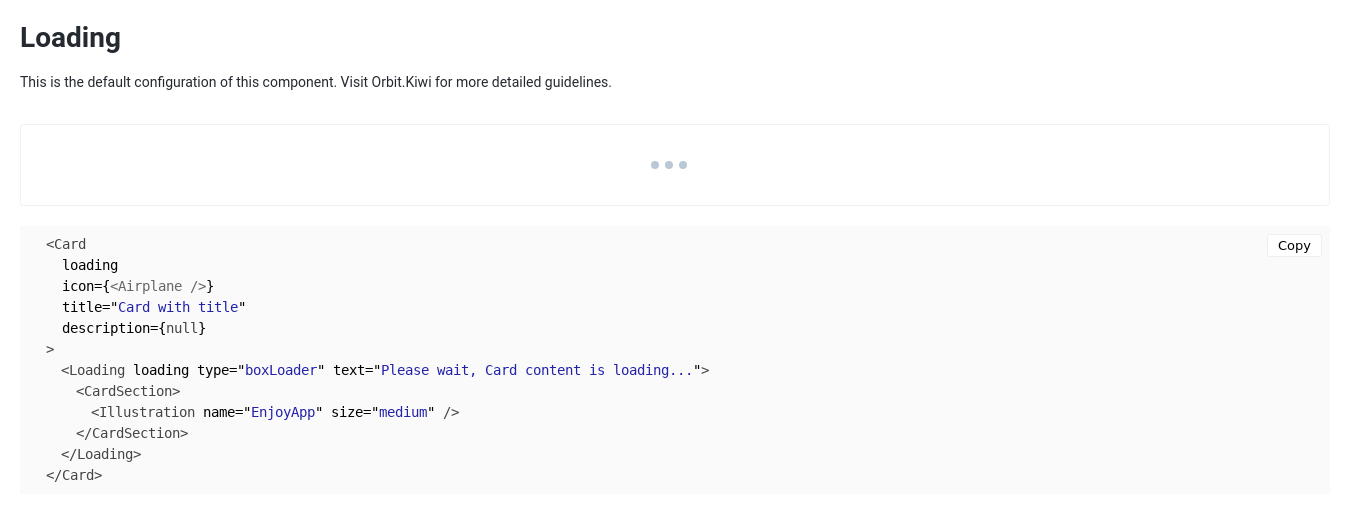 Loading
This is the default configuration of this component. Visit Orbit.Kiwi for more detailed guidelines.
Copy
<Card
  loading
  icon={<Airplane />}
  title="Card with title"
  description={null}
>
  <Loading loading type="boxLoader" text="Please wait, Card content is loading...">
    <CardSection>
      <Illustration name="EnjoyApp" size="medium" />
    </CardSection>
  </Loading>
</Card>